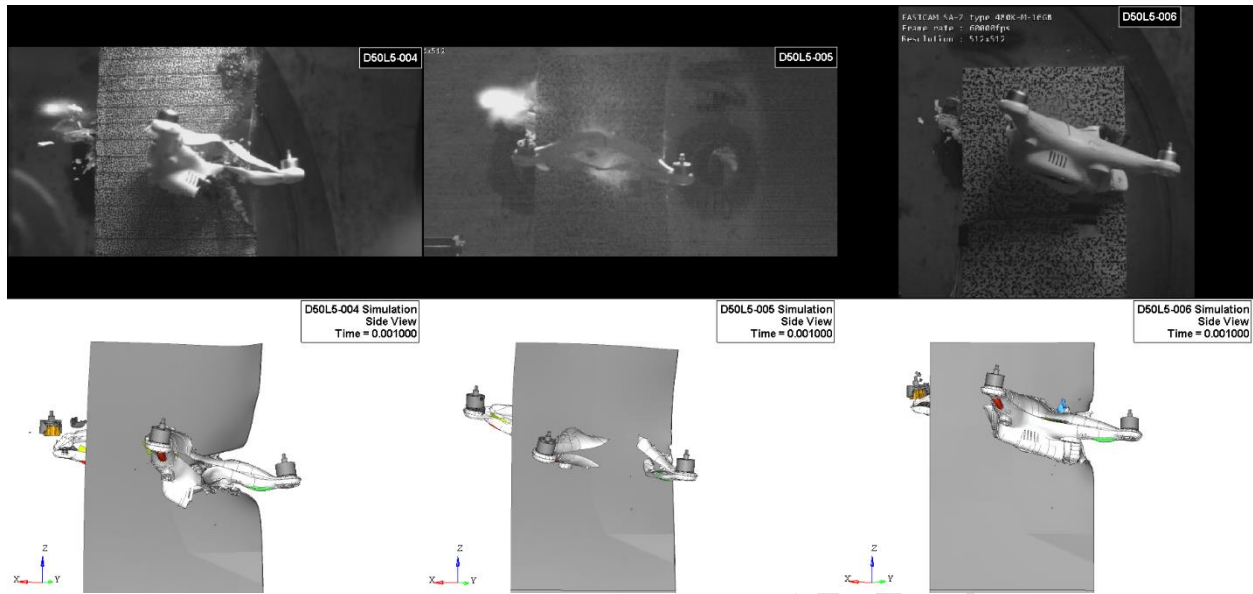 D50L5-004
D50L5-005
FASTCAM SA-Z type 480K-M-16GB
Frame rate : 60000fps
Resolution : 512x512
D50L5-006
D50L5-004 Simulation
Side View
Time = 0.001000
D50L5-005 Simulation
Side View
Time = 0.001000
D50L5-006 Simulation
Side View
Time = 0.001000
Z
X
Y
Z
X
Y
Z
X
Y